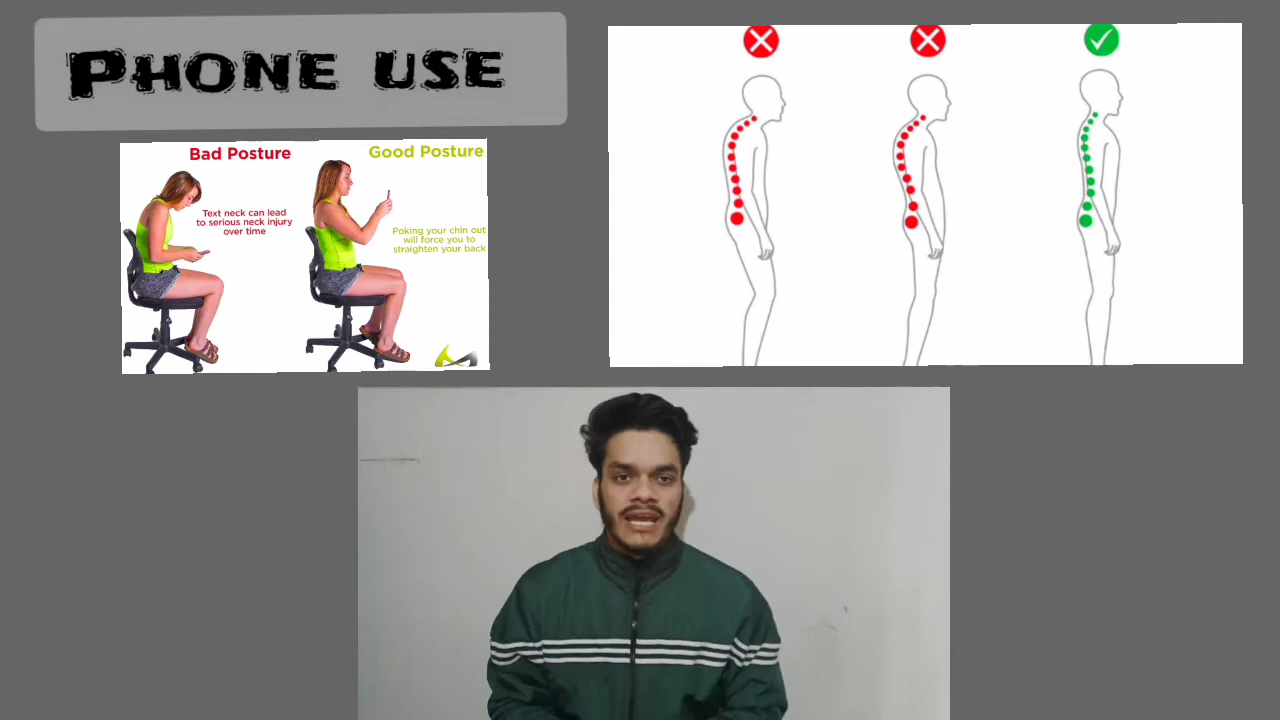 PHONE USE
Bad Posture
Good Posture
Text neck can lead
to serious neck injury
over time
Poking your chin out
will force you to
straighten your back